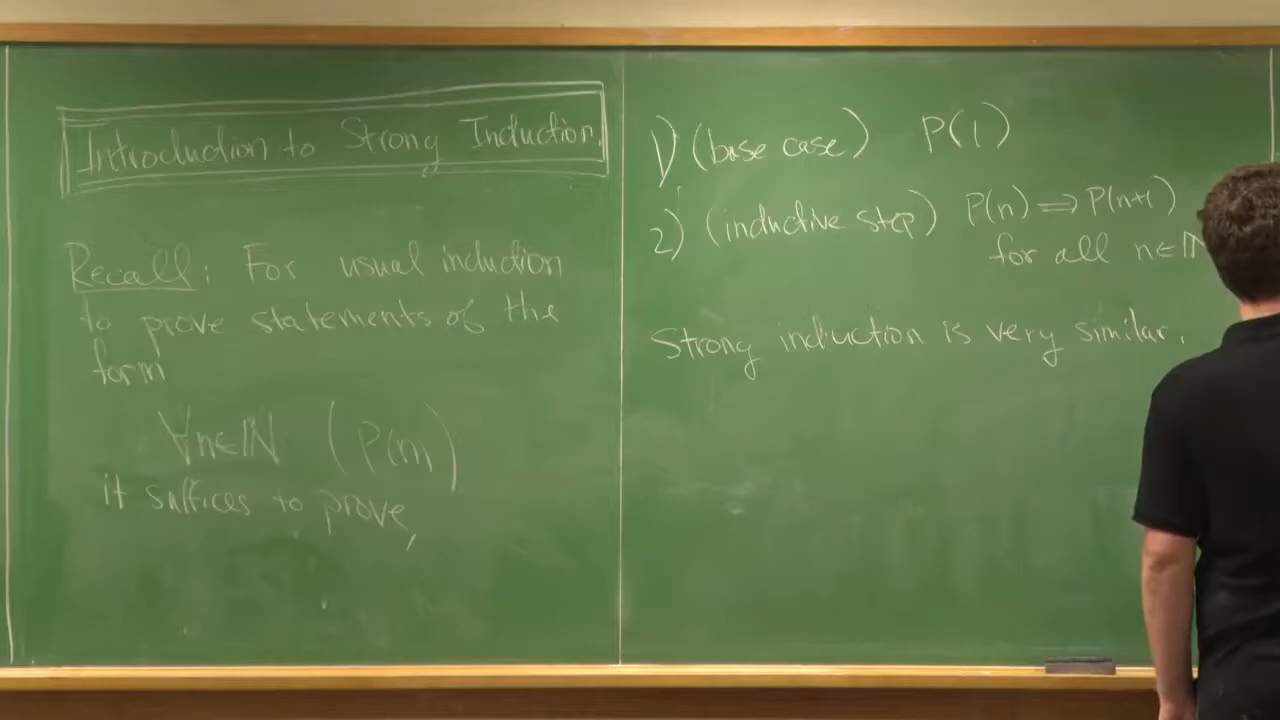 Introduction to Strong Induction
Recall: For usual induction
to prove statements of the
form
∀n∈ℕ (P(n))
it suffices to prove,
1) (base case) P(1)
2) (inductive step) P(n) ⟹ P(n+1)
for all n∈ℕ
Strong induction is very similar.